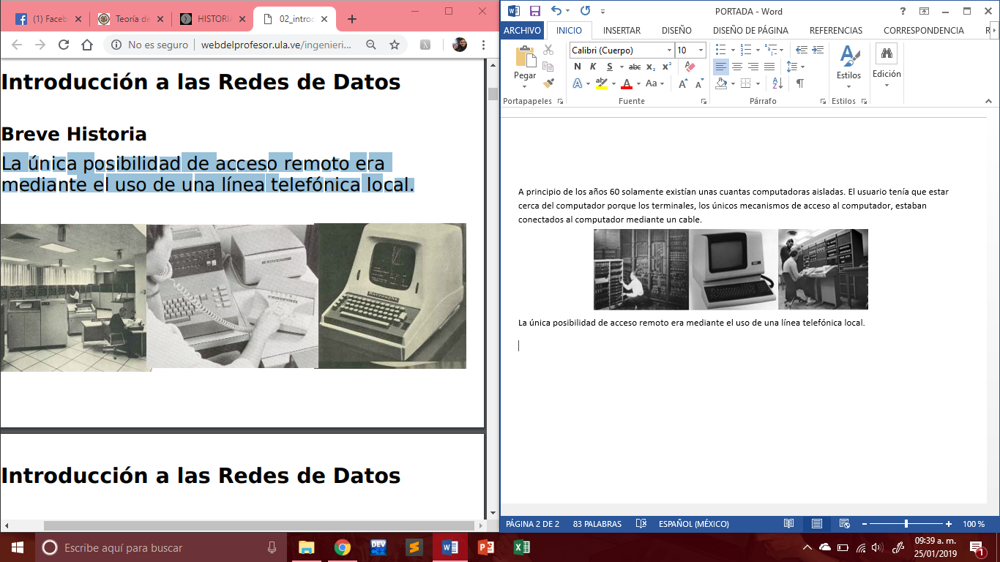 (1) Faceb
Teoría de
HISTORIA
02_introd
No es seguro
webdelprofesor.ula.ve/ingenieri...
Introducción a las Redes de Datos
Breve Historia
La única posibilidad de acceso remoto era
mediante el uso de una línea telefónica local.
Introducción a las Redes de Datos
PORTADA - Word
ARCHIVO
INICIO
INSERTAR
DISEÑO
DISEÑO DE PÁGINA
REFERENCIAS
CORRESPONDENCIA
Calibri (Cuerpo)
10
Pegar
N K S abc x₂ x²
A aby A Aa A A
Estilos
Edición
Portapapeles
Fuente
Párrafo
Estilos
A principio de los años 60 solamente existían unas cuantas computadoras aisladas. El usuario tenía que estar
cerca del computador porque los terminales, los únicos mecanismos de acceso al computador, estaban
conectados al computador mediante un cable.
La única posibilidad de acceso remoto era mediante el uso de una línea telefónica local.
PÁGINA 2 DE 2
83 PALABRAS
ESPAÑOL (MÉXICO)
100 %
Escribe aquí para buscar
DEV
09:39 a. m.
25/01/2019
1